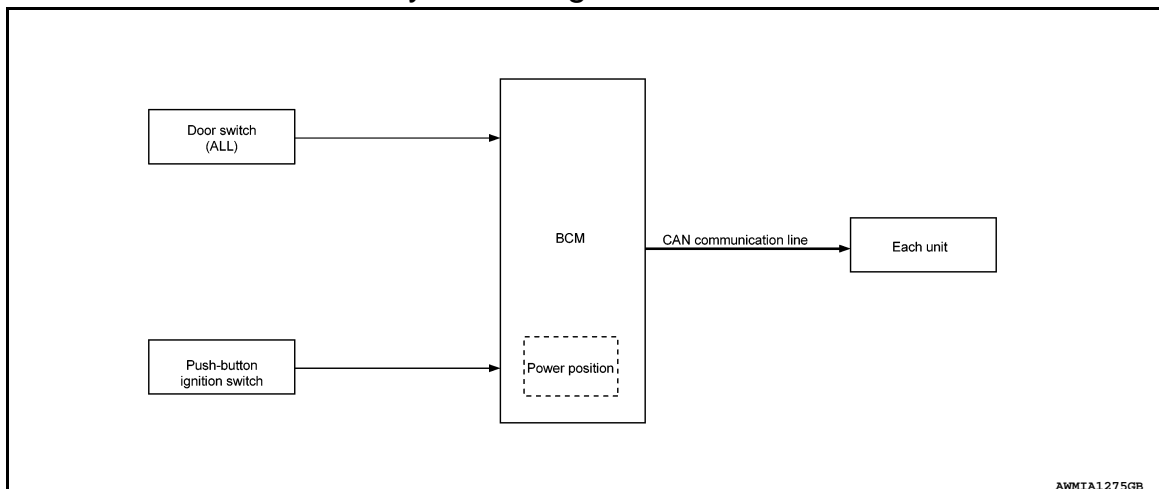 Door switch
(ALL)
BCM
CAN communication line
Each unit
Push-button
ignition switch
Power position
AWMIA1275GB